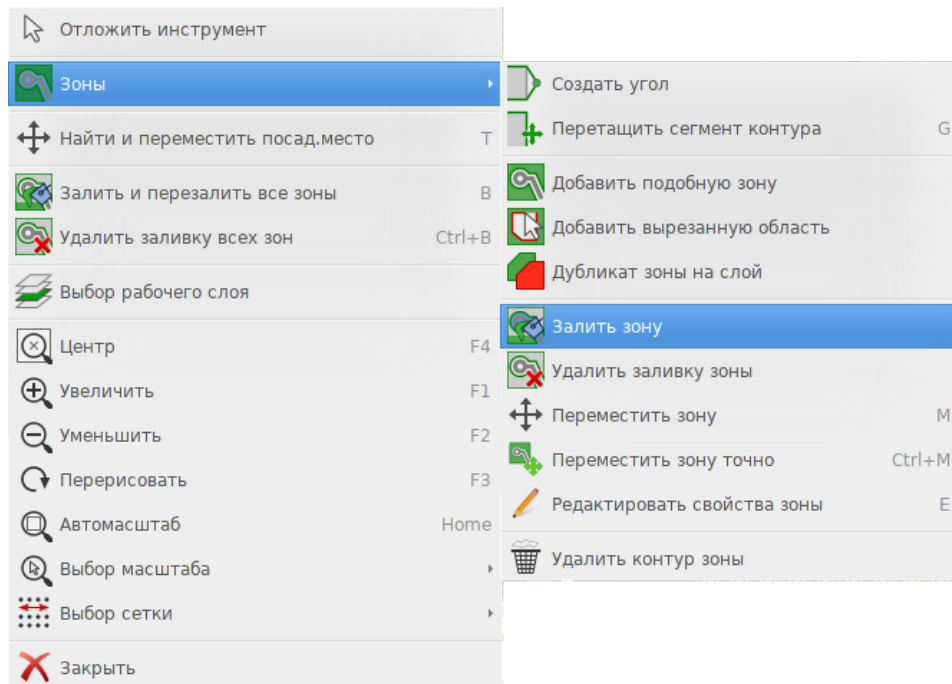 Отложить инструмент
Зоны
Найти и переместить посад.место T
Залить и перезалить все зоны B
Удалить заливку всех зон Ctrl+B
Выбор рабочего слоя
Центр F4
Увеличить F1
Уменьшить F2
Перерисовать F3
Автомасштаб Home
Выбор масштаба
Выбор сетки
Закрыть
Создать угол
Перетащить сегмент контура G
Добавить подобную зону
Добавить вырезанную область
Дубликат зоны на слой
Залить зону
Удалить заливку зоны
Переместить зону M
Переместить зону точно Ctrl+M
Редактировать свойства зоны E
Удалить контур зоны